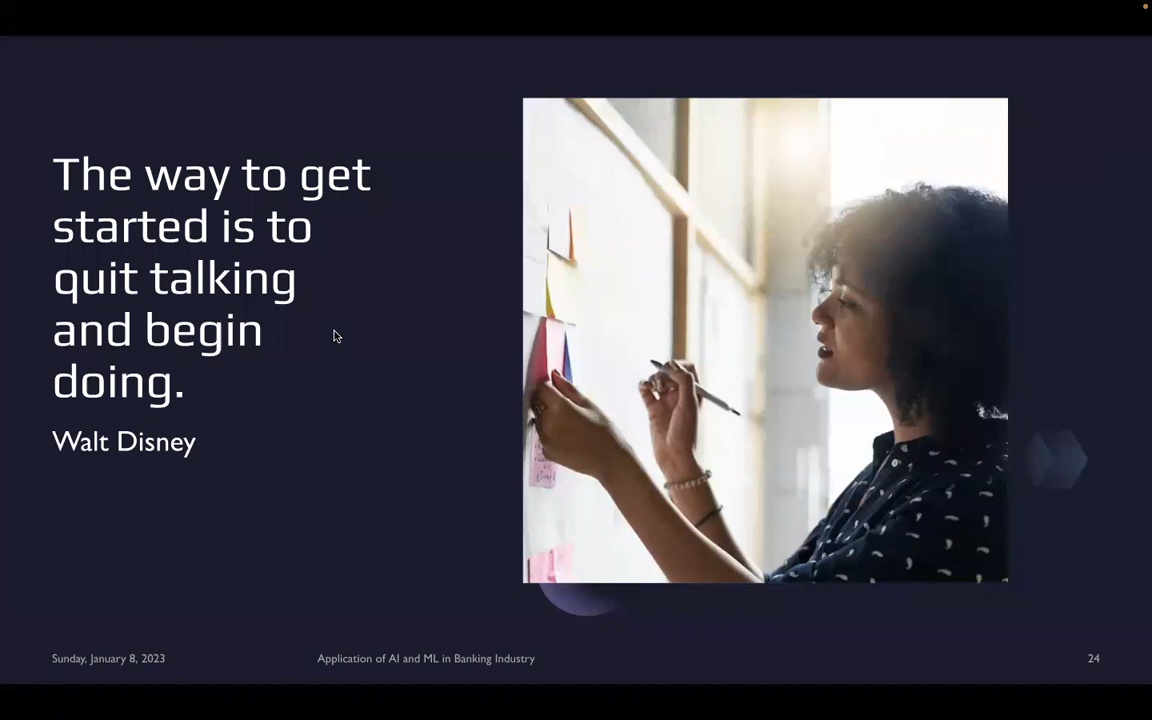 The way to get
started is to
quit talking
and begin
doing.
Walt Disney
Sunday, January 8, 2023
Application of AI and ML in Banking Industry
24